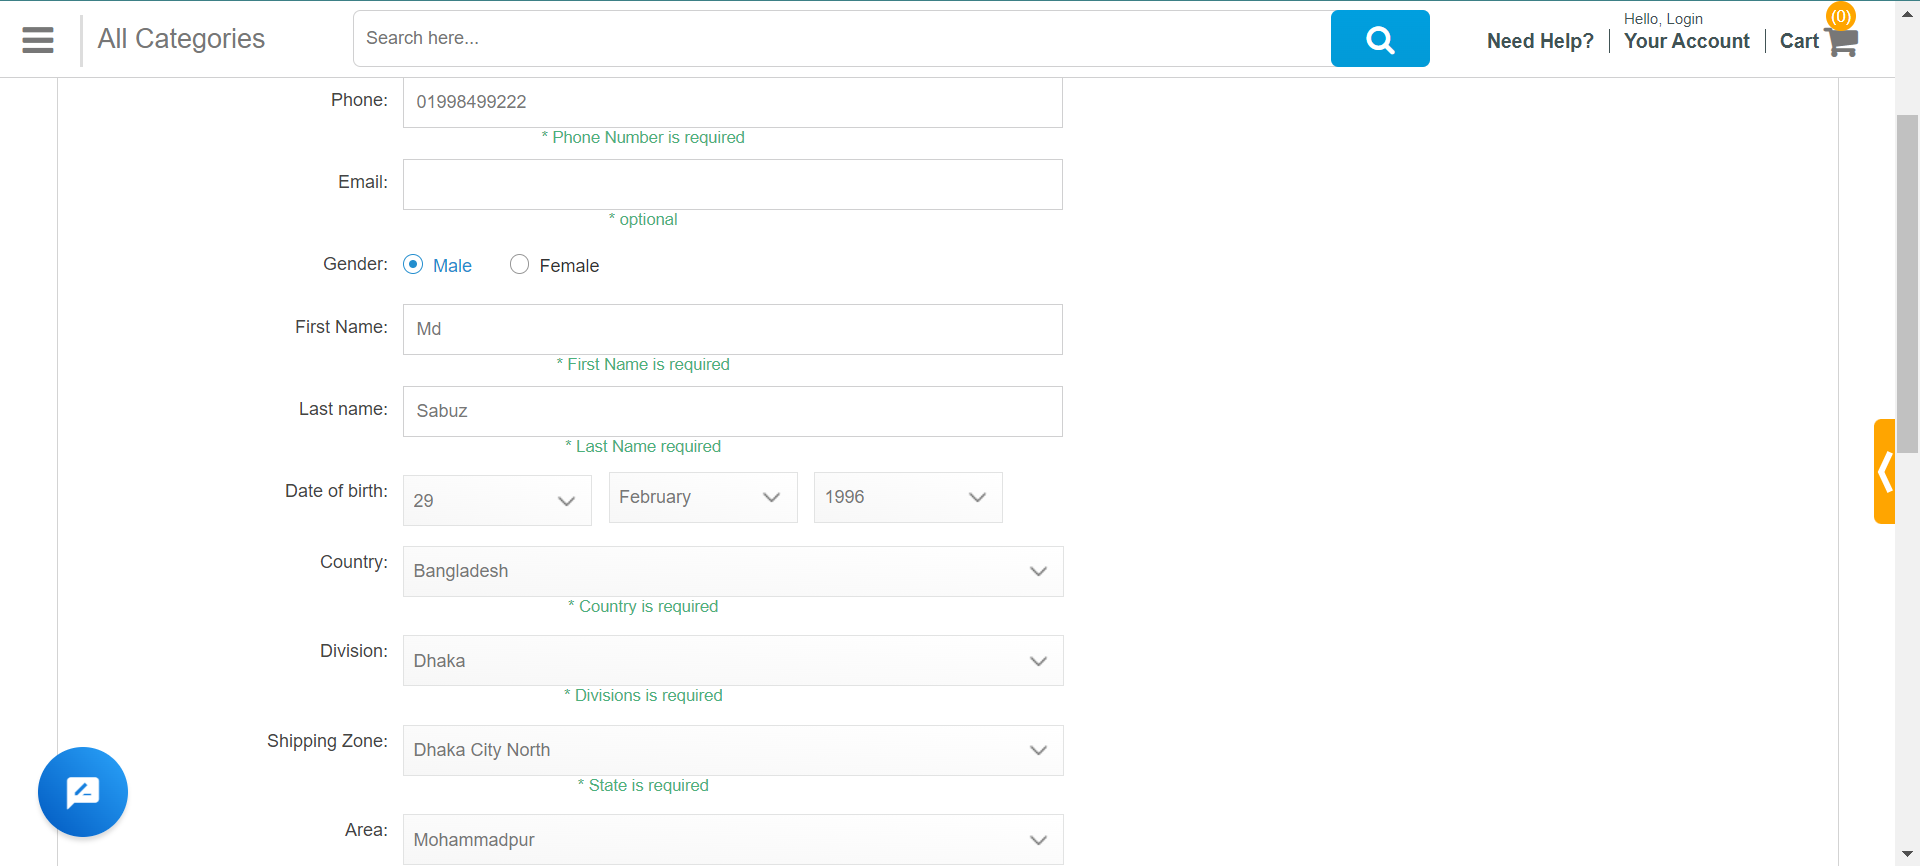 All Categories
Search here...
Need Help?
Hello, Login
Your Account
Cart
(0)
Phone:
01998499222
* Phone Number is required
Email:
* optional
Gender:
Male
Female
First Name:
Md
* First Name is required
Last name:
Sabuz
* Last Name required
Date of birth:
29
February
1996
Country:
Bangladesh
* Country is required
Division:
Dhaka
* Divisions is required
Shipping Zone:
Dhaka City North
* State is required
Area:
Mohammadpur